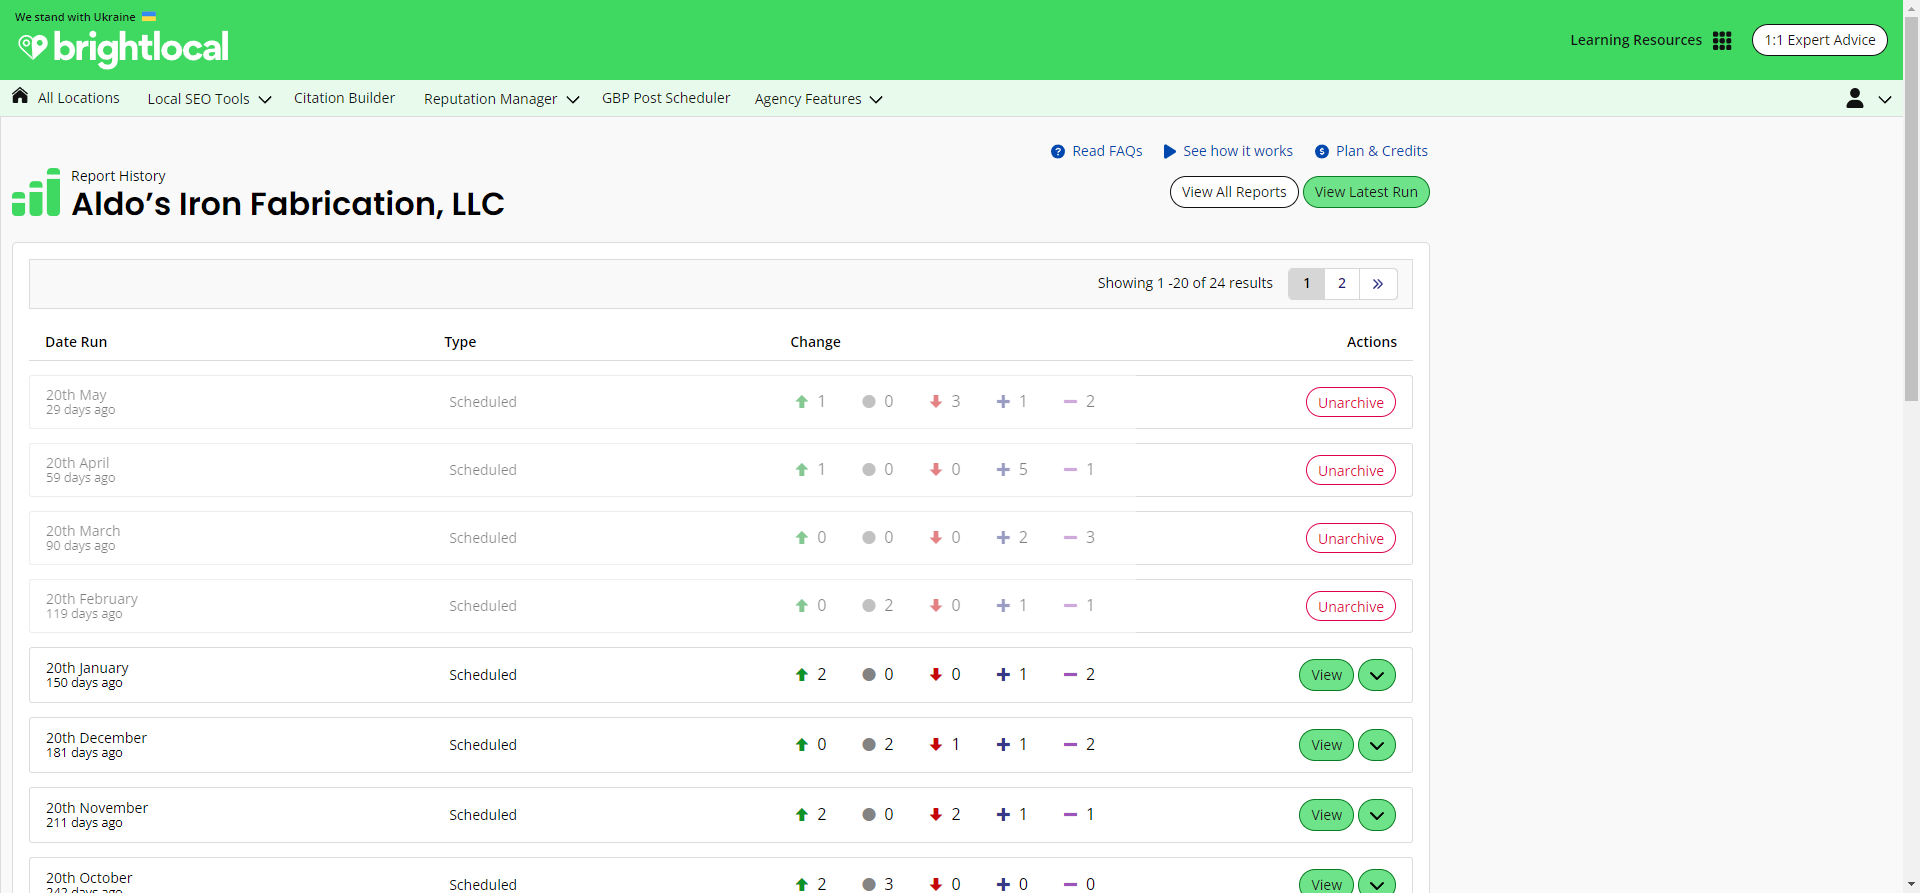 We stand with Ukraine
brightlocal
Learning Resources
1:1 Expert Advice
All Locations
Local SEO Tools
Citation Builder
Reputation Manager
GBP Post Scheduler
Agency Features
Read FAQs
See how it works
Plan & Credits
Report History
Aldo’s Iron Fabrication, LLC
View All Reports
View Latest Run
Showing 1 -20 of 24 results
1 2 »
Date Run Type Change Actions
20th May
29 days ago
Scheduled 1 0 3 1 2 Unarchive
20th April
59 days ago
Scheduled 1 0 0 5 1 Unarchive
20th March
90 days ago
Scheduled 0 0 0 2 3 Unarchive
20th February
119 days ago
Scheduled 0 2 0 1 1 Unarchive
20th January
150 days ago
Scheduled 2 0 0 1 2 View
20th December
181 days ago
Scheduled 0 2 1 1 2 View
20th November
211 days ago
Scheduled 2 0 2 1 1 View
20th October
242 days ago
Scheduled 2 3 0 0 0 View